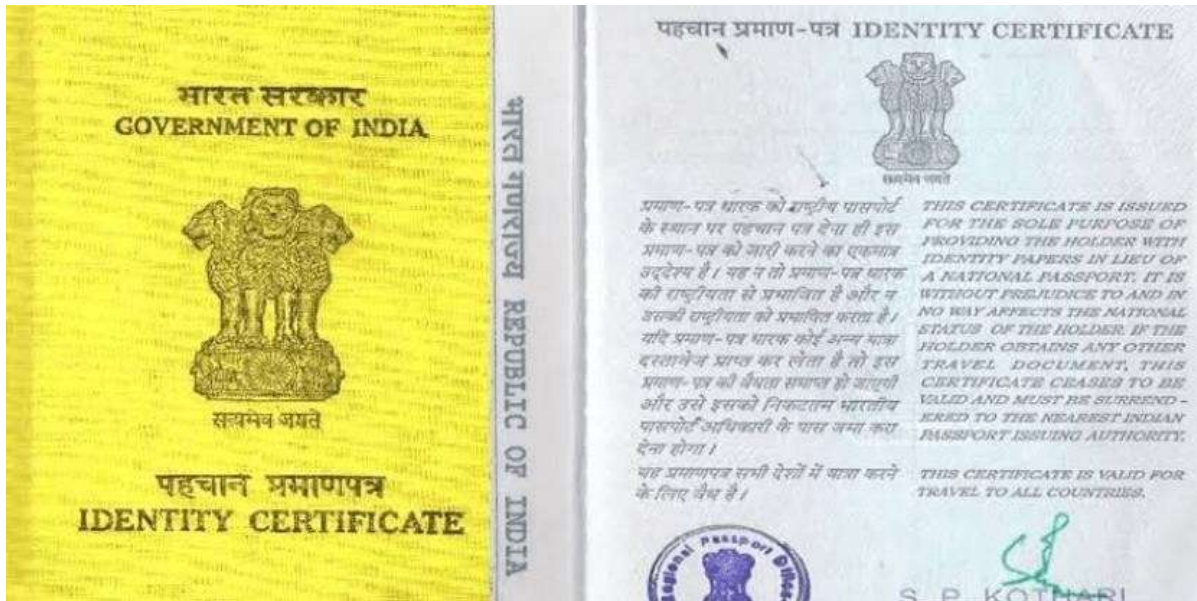 भारत सरकार
GOVERNMENT OF INDIA
सत्यमेव जयते
पहचान प्रमाणपत्र
IDENTITY CERTIFICATE
भारत गणराज्य REPUBLIC OF INDIA
पहचान प्रमाण-पत्र IDENTITY CERTIFICATE
सत्यमेव जयते
प्रमाण-पत्र धारक को राष्ट्रीय पासपोर्ट
के स्थान पर पहचान पत्र देना ही इस
प्रमाण-पत्र को जारी करने का एकमात्र
उद्देश्य है। यह न तो प्रमाण-पत्र धारक
की राष्ट्रीयता से प्रभावित है और न
उसकी राष्ट्रीयता को प्रभावित करता है।
यदि प्रमाण-पत्र धारक कोई अन्य यात्रा
दस्तावेज प्राप्त कर लेता है तो इस
प्रमाण-पत्र की वैधता समाप्त हो जाएगी
और उसे इसको निकटतम भारतीय
पासपोर्ट अधिकारी के पास जमा करा
देना होगा।
यह प्रमाणपत्र सभी देशों में यात्रा करने
के लिए वैध है।
THIS CERTIFICATE IS ISSUED
FOR THE SOLE PURPOSE OF
PROVIDING THE HOLDER WITH
IDENTITY PAPERS IN LIEU OF
A NATIONAL PASSPORT. IT IS
WITHOUT PREJUDICE TO AND IN
NO WAY AFFECTS THE NATIONAL
STATUS OF THE HOLDER. IF THE
HOLDER OBTAINS ANY OTHER
TRAVEL DOCUMENT, THIS
CERTIFICATE CEASES TO BE
VALID AND MUST BE SURREND-
ERED TO THE NEAREST INDIAN
PASSPORT ISSUING AUTHORITY.
THIS CERTIFICATE IS VALID FOR
TRAVEL TO ALL COUNTRIES.
Regional Passport Office
S. P. KOTHARI